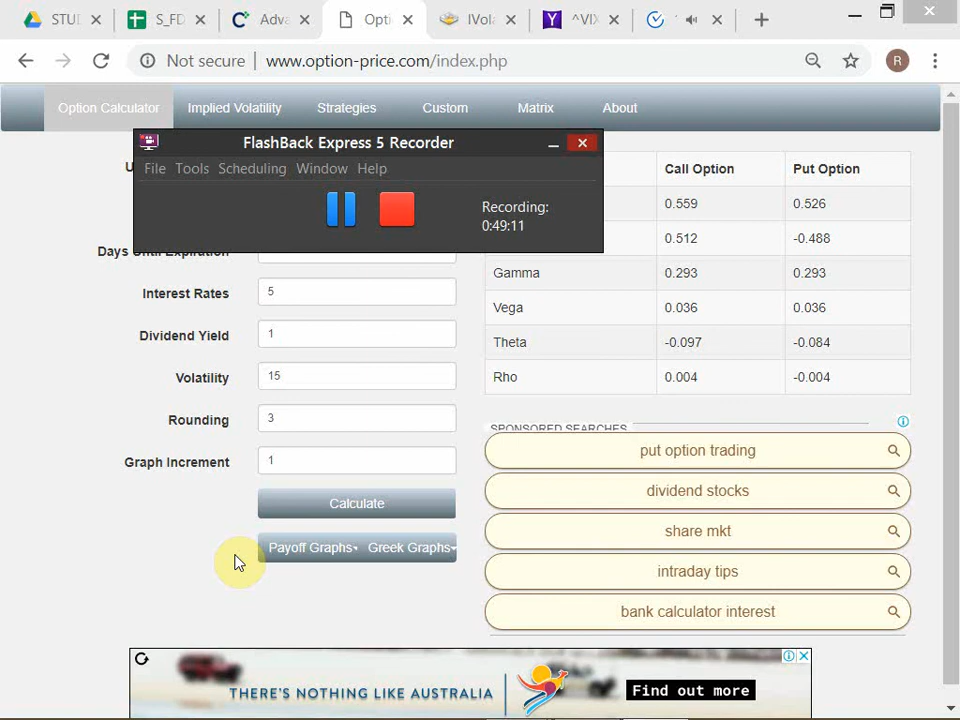 STUI
S_FD
Adva
Opti
IVola
^VIX
Not secure
www.option-price.com/index.php
R
Option Calculator
Implied Volatility
Strategies
Custom
Matrix
About
FlashBack Express 5 Recorder
File Tools Scheduling Window Help
Recording:
0:49:11
U
Days Until Expiration
Interest Rates
5
Dividend Yield
1
Volatility
15
Rounding
3
Graph Increment
1
Calculate
Payoff Graphs
Greek Graphs
Call Option Put Option
0.559 0.526
0.512 -0.488
Gamma 0.293 0.293
Vega 0.036 0.036
Theta -0.097 -0.084
Rho 0.004 -0.004
SPONSORED SEARCHES
put option trading
dividend stocks
share mkt
intraday tips
bank calculator interest
THERE'S NOTHING LIKE AUSTRALIA
Find out more